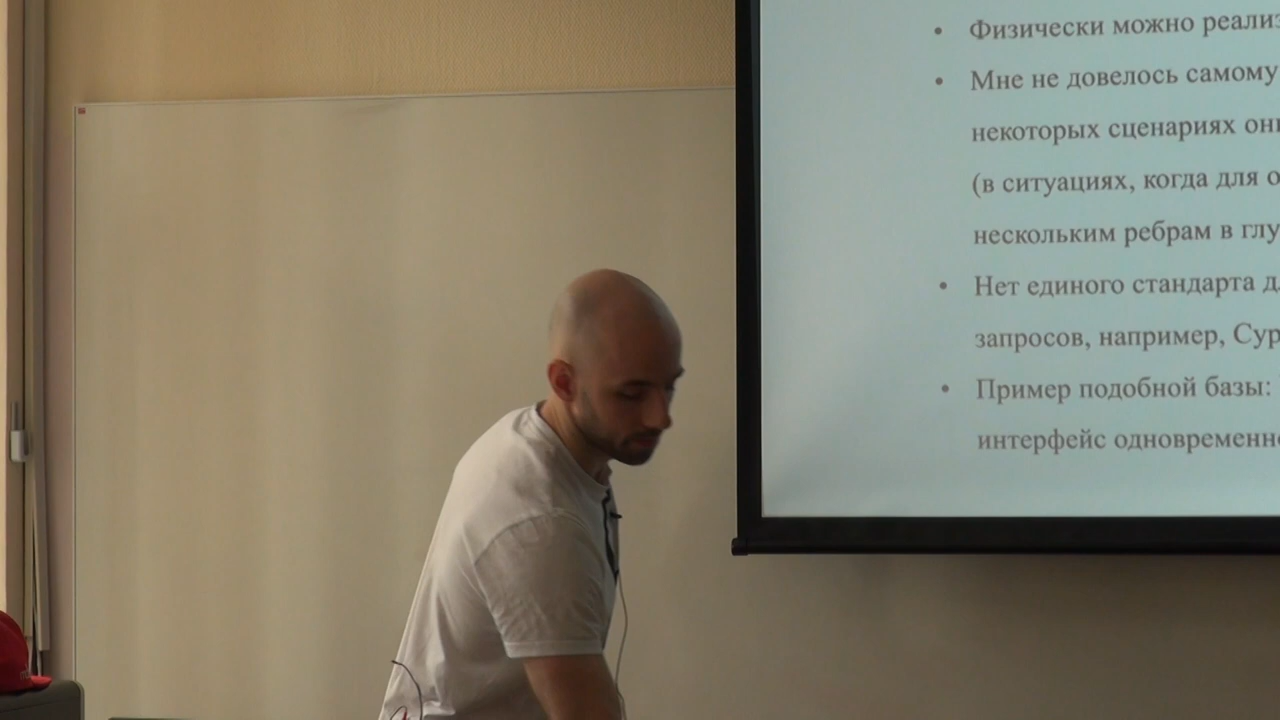 • Физически можно реализ
• Мне не довелось самому
некоторых сценариях он
(в ситуациях, когда для о
нескольким ребрам в глу
• Нет единого стандарта д
запросов, например, Cyp
• Пример подобной базы:
интерфейс одновременно